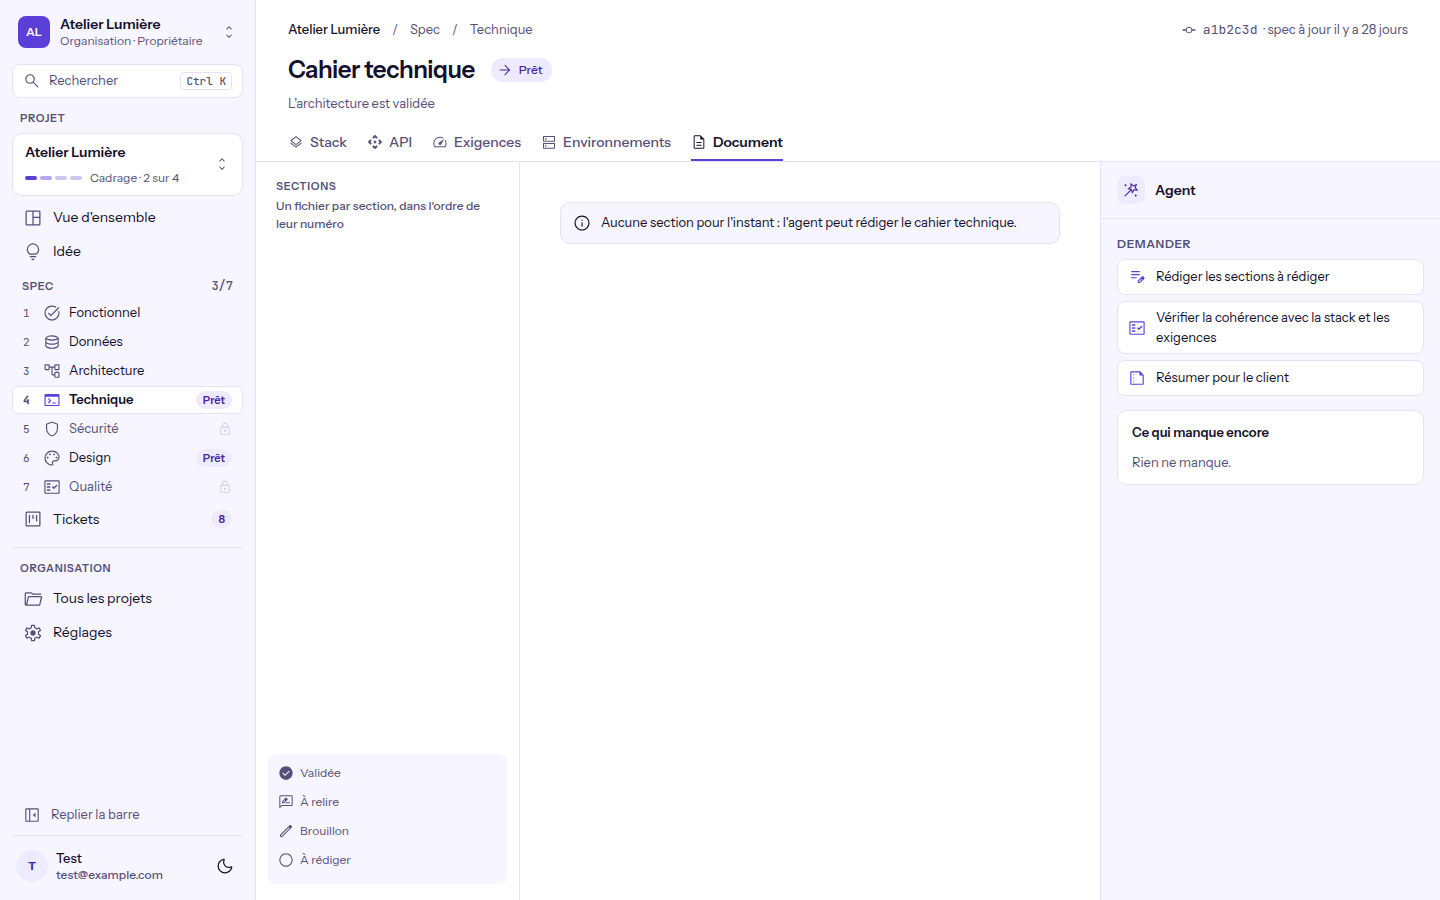 AL
Atelier Lumière
Organisation · Propriétaire
Rechercher
Ctrl K
PROJET
Atelier Lumière
Cadrage · 2 sur 4
Vue d'ensemble
Idée
SPEC 3/7
1 Fonctionnel
2 Données
3 Architecture
4 Technique Prêt
5 Sécurité
6 Design Prêt
7 Qualité
Tickets 8
ORGANISATION
Tous les projets
Réglages
Replier la barre
T
Test
test@example.com
Atelier Lumière / Spec / Technique
a1b2c3d · spec à jour il y a 28 jours
Cahier technique
Prêt
L'architecture est validée
Stack
API
Exigences
Environnements
Document
SECTIONS
Un fichier par section, dans l'ordre de
leur numéro
Validée
À relire
Brouillon
À rédiger
Aucune section pour l'instant : l'agent peut rédiger le cahier technique.
Agent
DEMANDER
Rédiger les sections à rédiger
Vérifier la cohérence avec la stack et les
exigences
Résumer pour le client
Ce qui manque encore
Rien ne manque.